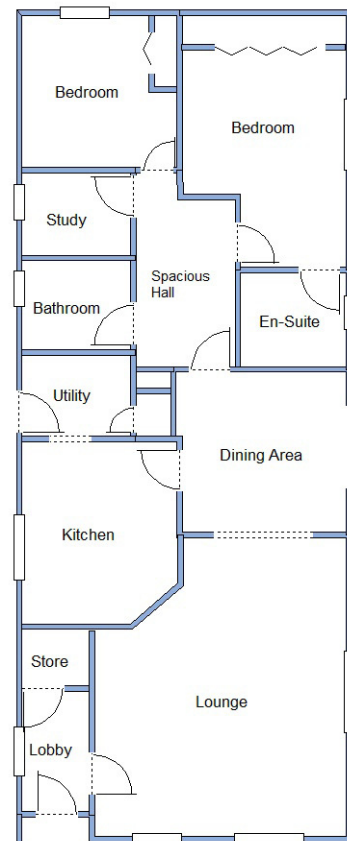 Bedroom
Bedroom
Study
Spacious
Hall
Bathroom
En-Suite
Utility
Dining Area
Kitchen
Store
Lounge
Lobby